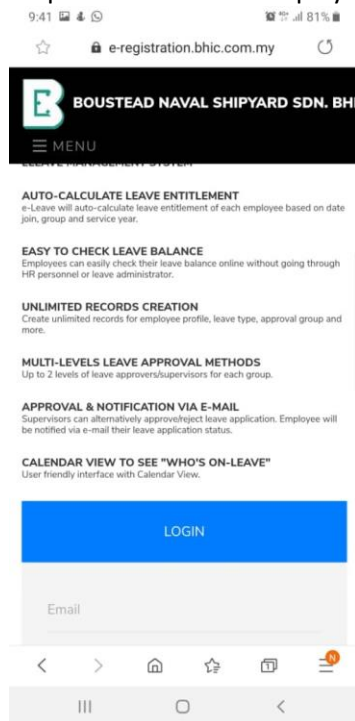 9:41
81%
e-registration.bhic.com.my
E BOUSTEAD NAVAL SHIPYARD SDN. BH
MENU
AUTO-CALCULATE LEAVE ENTITLEMENT
e-Leave will auto-calculate leave entitlement of each employee based on date
join, group and service year.
EASY TO CHECK LEAVE BALANCE
Employees can easily check their leave balance online without going through
HR personnel or leave administrator.
UNLIMITED RECORDS CREATION
Create unlimited records for employee profile, leave type, approval group and
more.
MULTI-LEVELS LEAVE APPROVAL METHODS
Up to 2 levels of leave approvers/supervisors for each group.
APPROVAL & NOTIFICATION VIA E-MAIL
Supervisors can alternatively approve/reject leave application. Employee will
be notified via e-mail their leave application status.
CALENDAR VIEW TO SEE "WHO'S ON-LEAVE"
User friendly interface with Calendar View.
LOGIN
Email
1
N